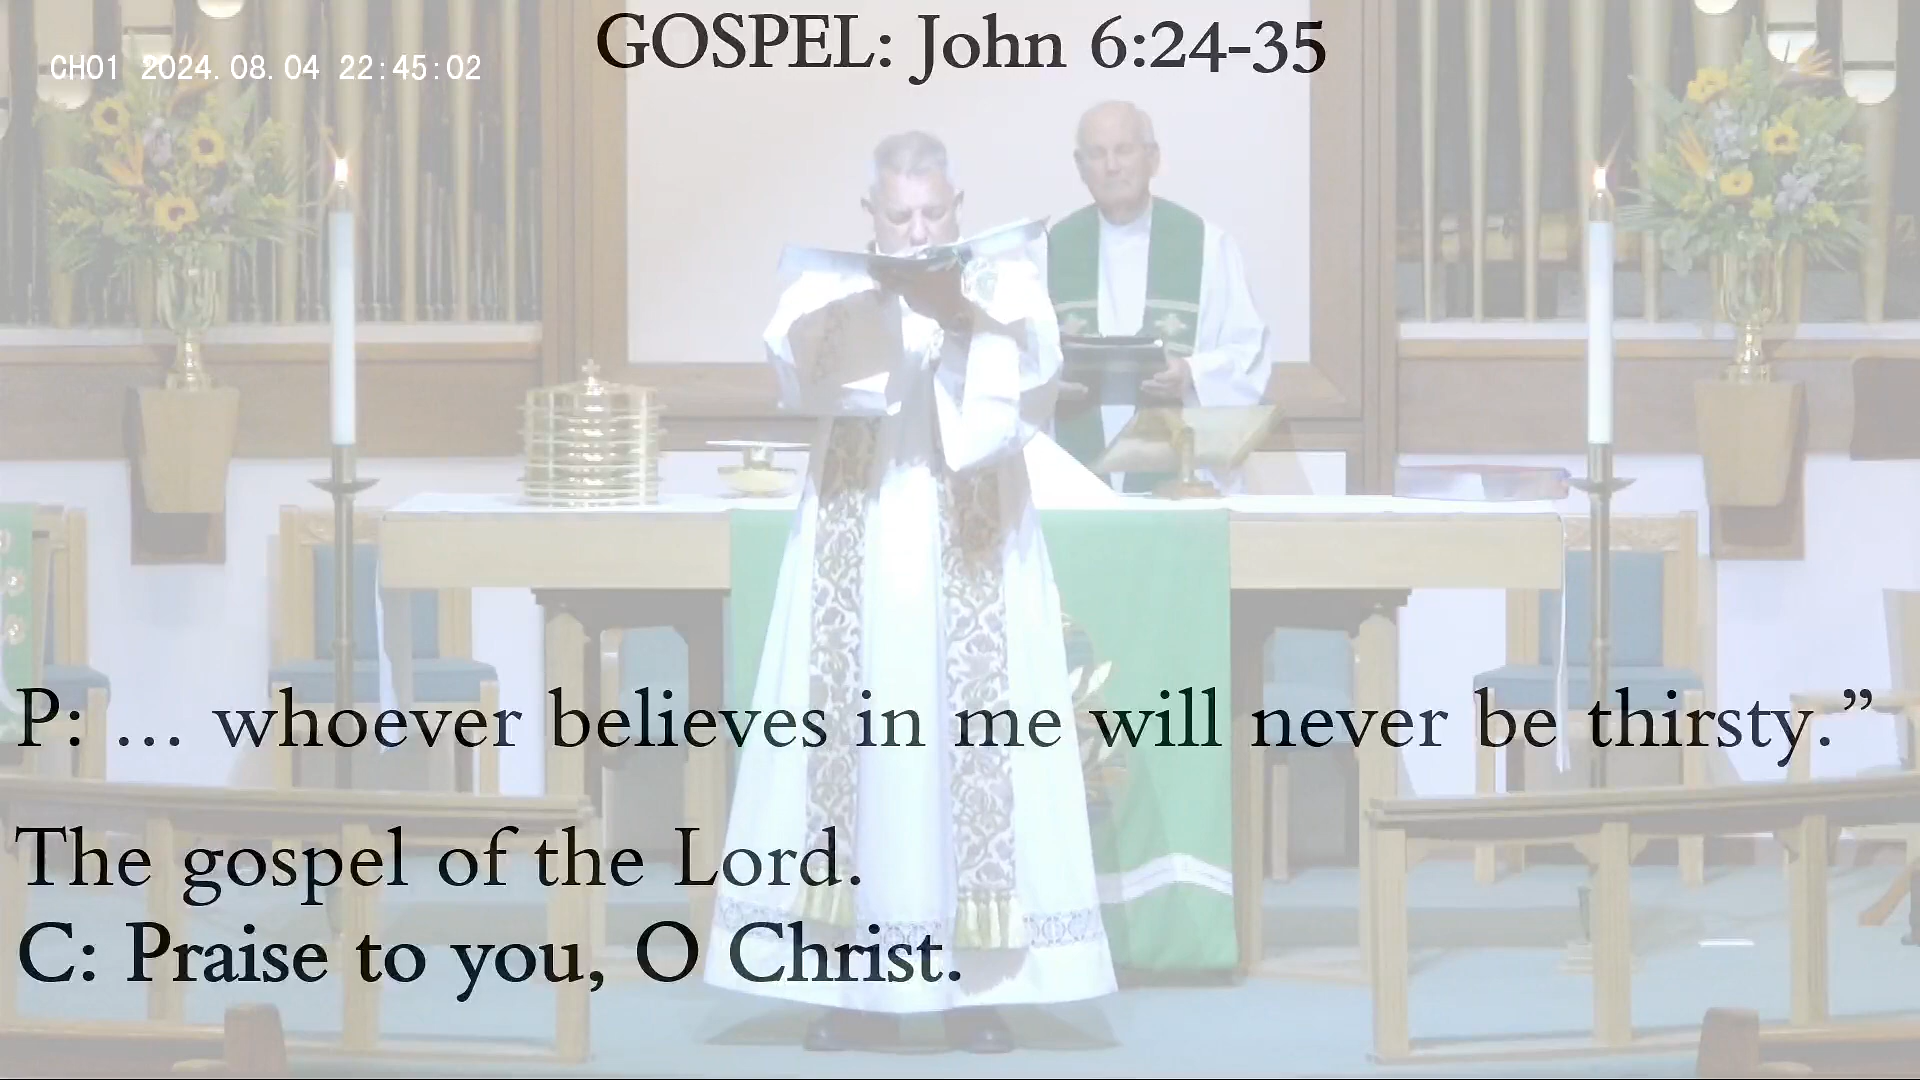 GOSPEL: John 6:24-35
CH01 2024.08.04 22:45:02
P: … whoever believes in me will never be thirsty.”
The gospel of the Lord.
C: Praise to you, O Christ.